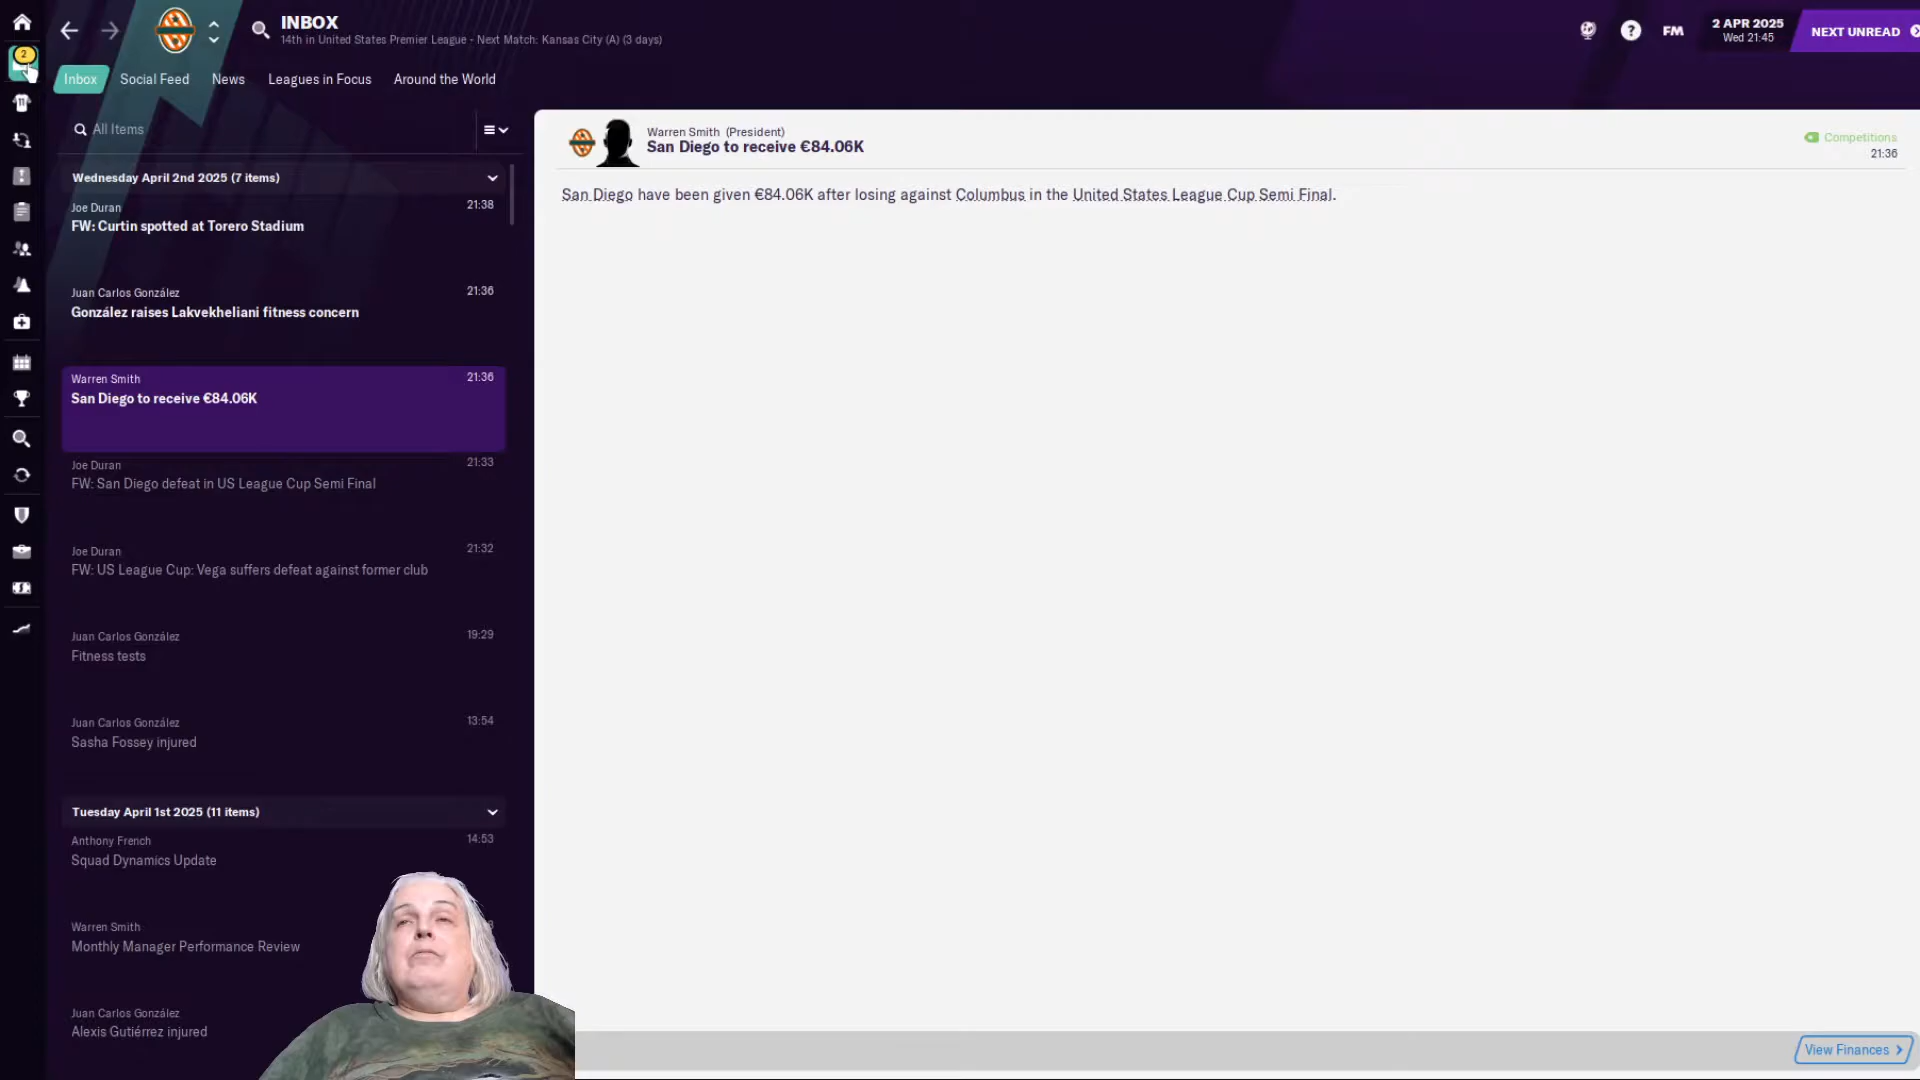 INBOX
14th in United States Premier League - Next Match: Kansas City (A) (3 days)
FM
2 APR 2025
Wed 21:45
NEXT UNREAD
2
Inbox
Social Feed
News
Leagues in Focus
Around the World
All Items
Wednesday April 2nd 2025 (7 items)
Joe Duran
21:38
FW: Curtin spotted at Torero Stadium
Juan Carlos González
21:36
González raises Lakvekheliani fitness concern
Warren Smith
21:36
San Diego to receive €84.06K
Joe Duran
21:33
FW: San Diego defeat in US League Cup Semi Final
Joe Duran
21:32
FW: US League Cup: Vega suffers defeat against former club
Juan Carlos González
19:29
Fitness tests
Juan Carlos González
13:54
Sasha Fossey injured
Tuesday April 1st 2025 (11 items)
Anthony French
14:53
Squad Dynamics Update
Warren Smith
Monthly Manager Performance Review
Juan Carlos González
Alexis Gutiérrez injured
Warren Smith (President)
San Diego to receive €84.06K
Competitions
21:36
San Diego have been given €84.06K after losing against Columbus in the United States League Cup Semi Final.
View Finances